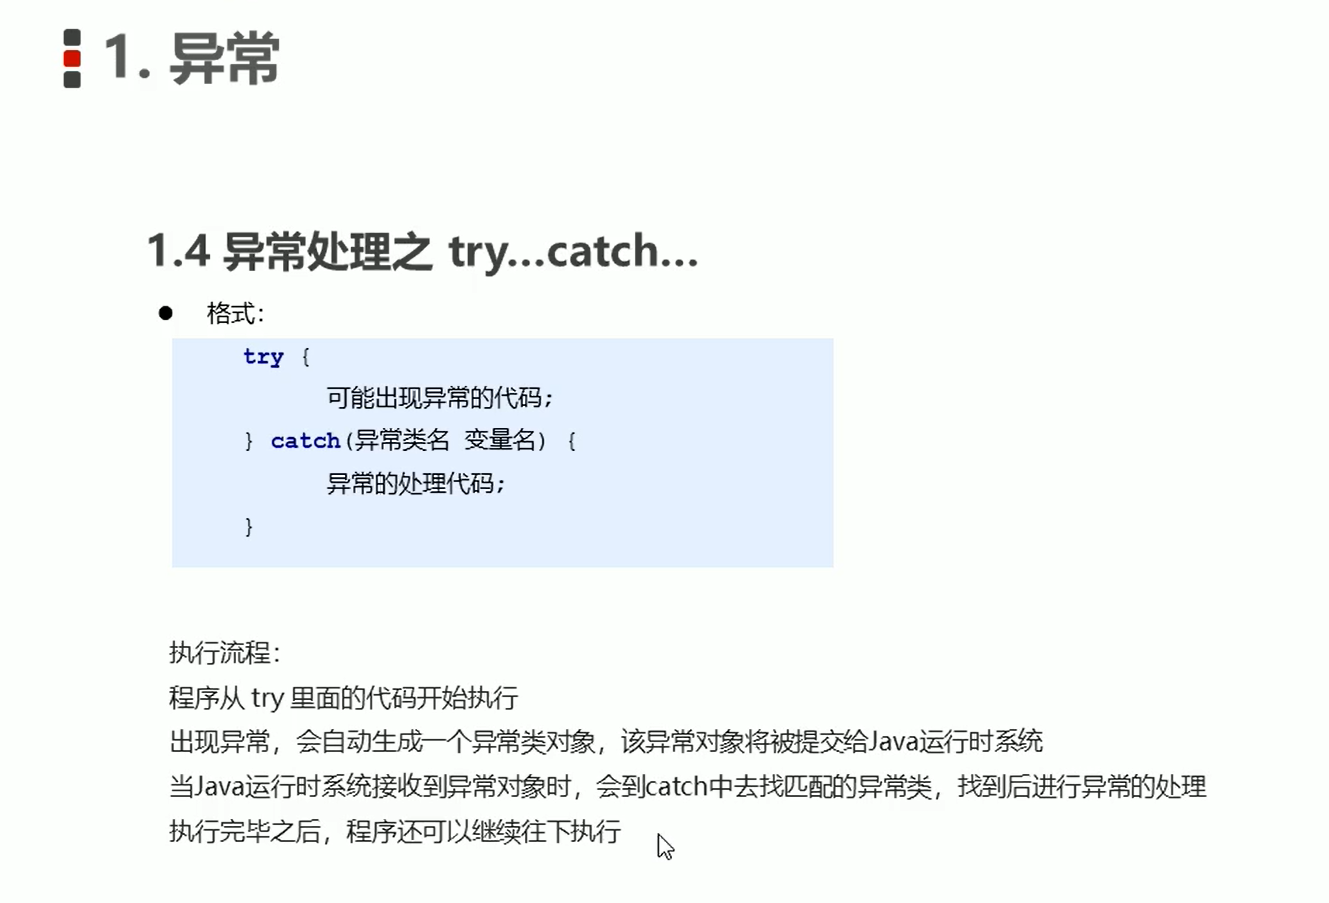 1. 异常
1.4 异常处理之 try...catch...
● 格式：
try {
可能出现异常的代码;
} catch(异常类名 变量名) {
异常的处理代码;
}
执行流程：
程序从 try 里面的代码开始执行
出现异常，会自动生成一个异常类对象，该异常对象将被提交给Java运行时系统
当Java运行时系统接收到异常对象时，会到catch中去找匹配的异常类，找到后进行异常的处理
执行完毕之后，程序还可以继续往下执行